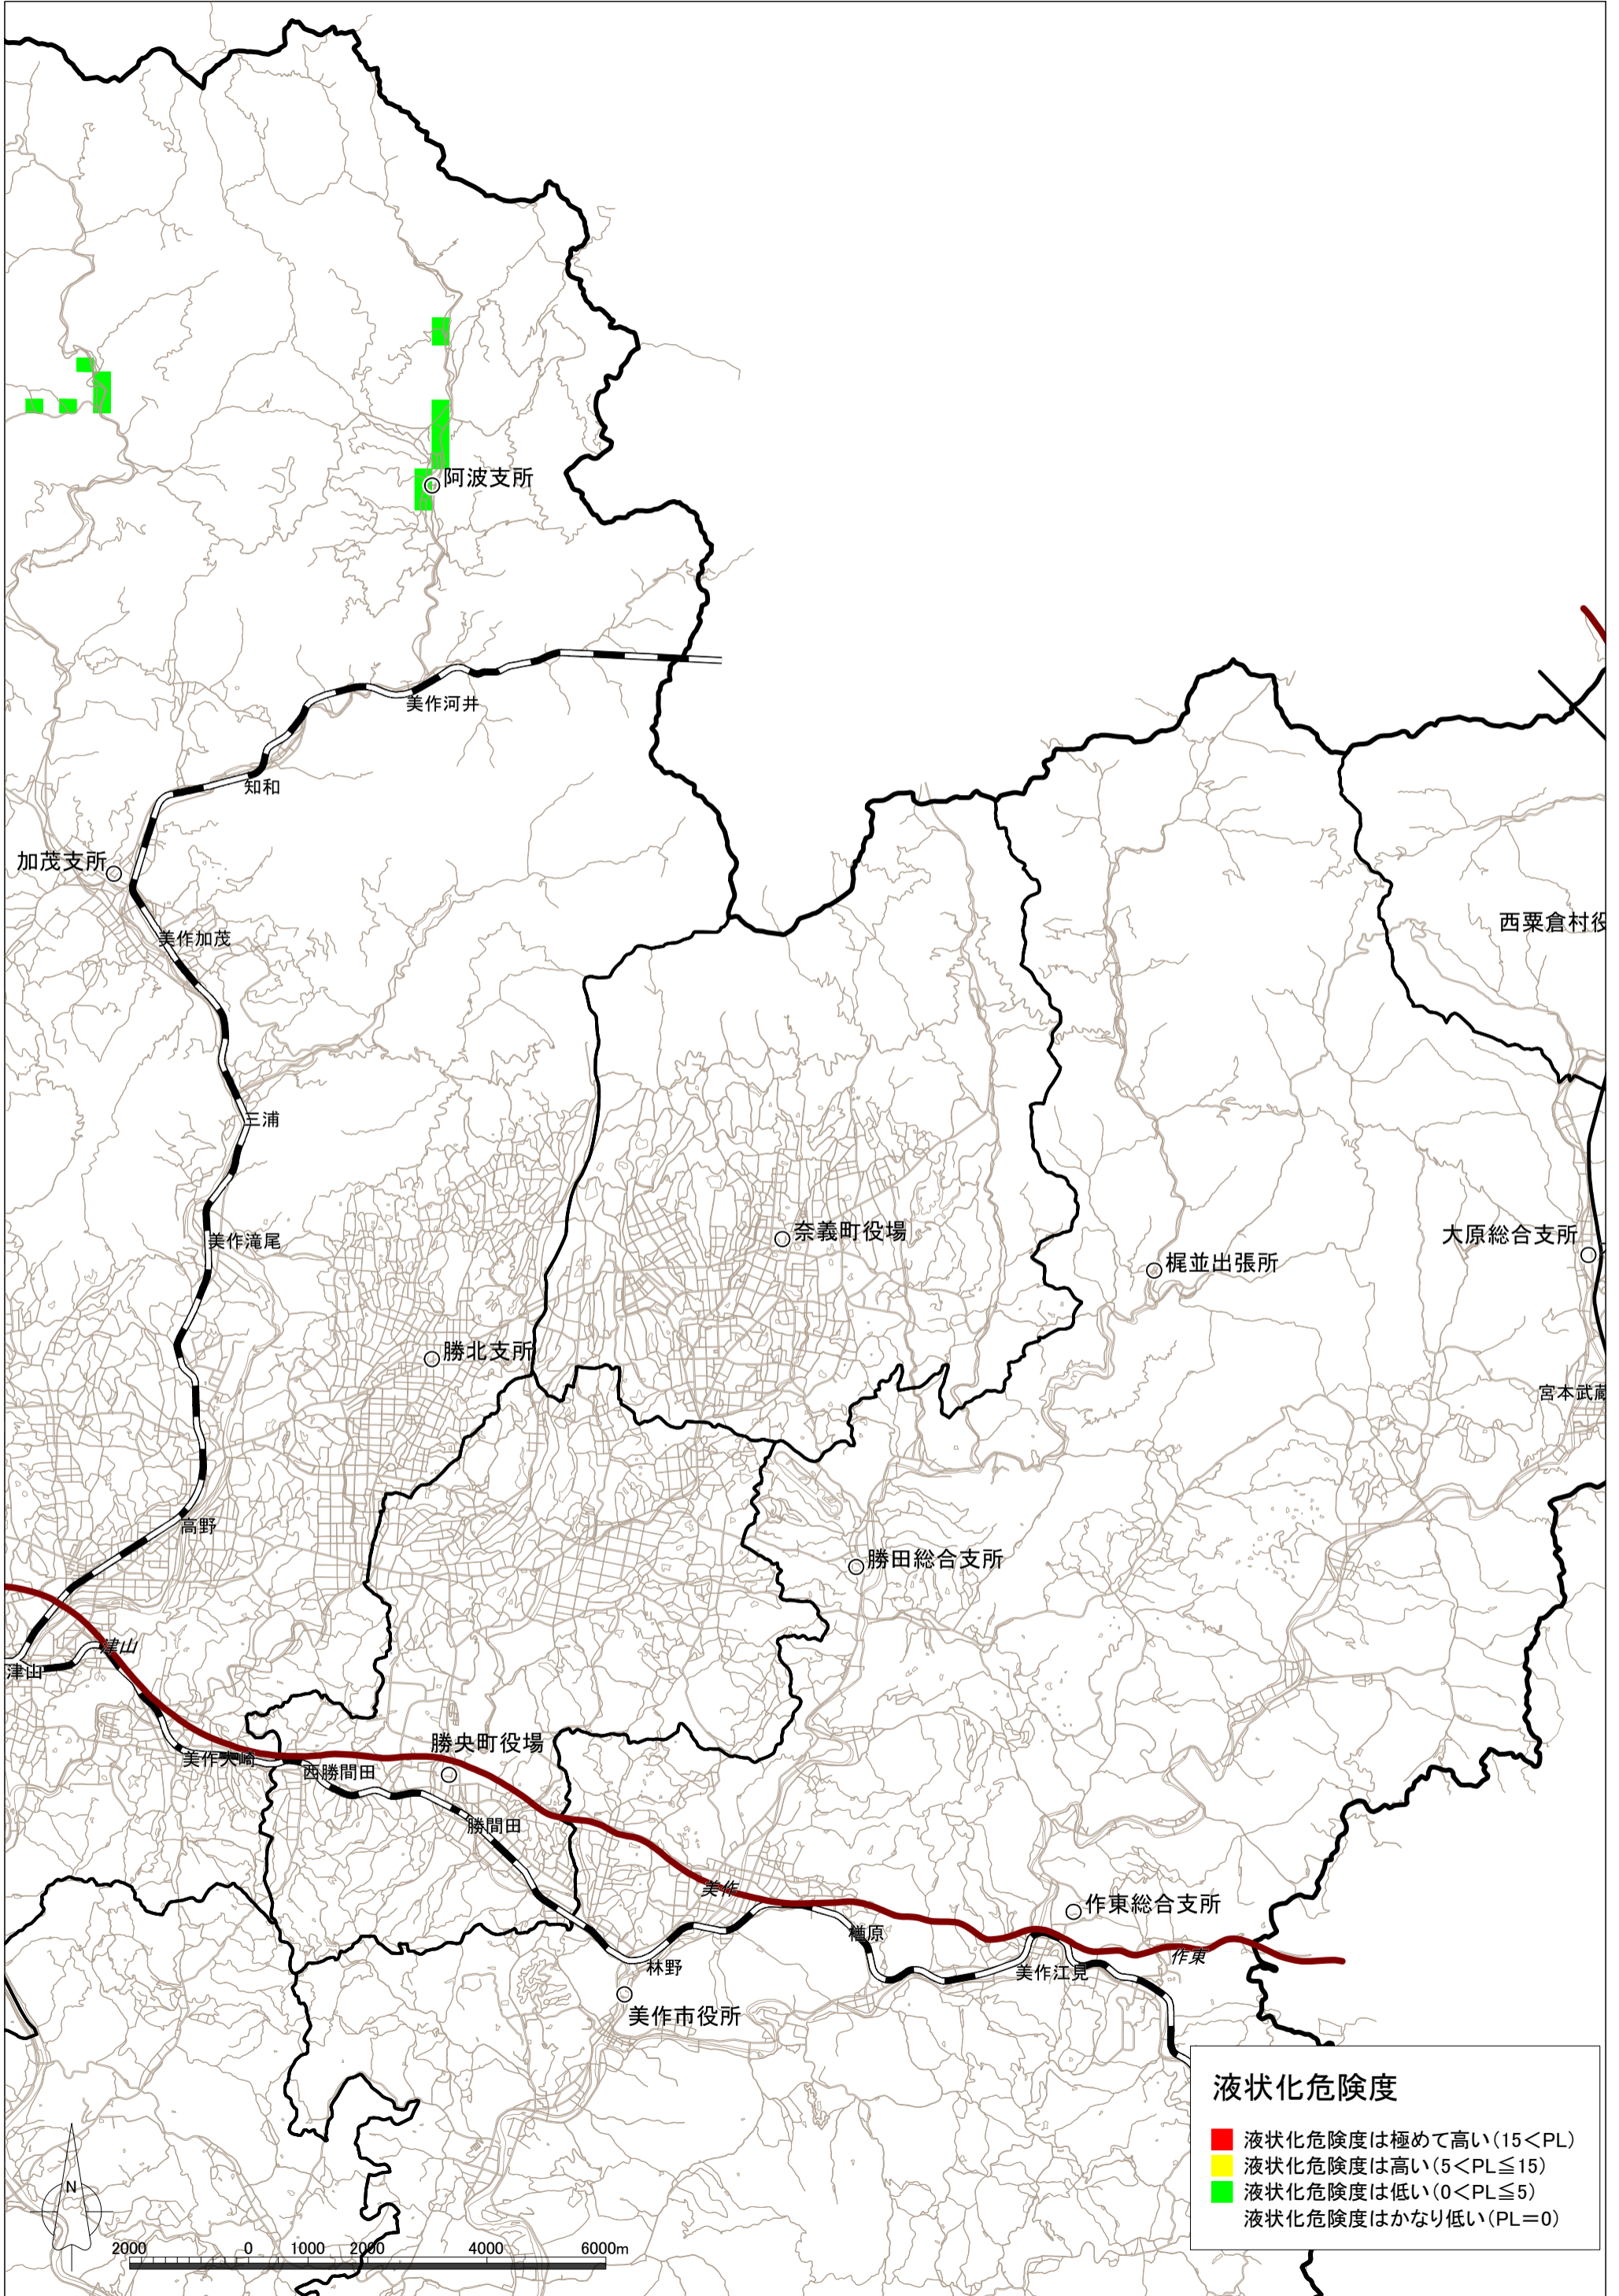 阿波支所
美作河井
知和
加茂支所
西粟倉村役
美作加茂
三浦
奈義町役場
美作滝尾
大原総合支所
梶並出張所
勝北支所
宮本武蔵
高野
勝田総合支所
津山
津山
勝央町役場
美作大崎
西勝間田
勝間田
美作
作東総合支所
楢原
作東
林野
美作江見
美作市役所
液状化危険度
液状化危険度は極めて高い(15<PL)
液状化危険度は高い(5<PL≦15)
液状化危険度は低い(0<PL≦5)
液状化危険度はかなり低い(PL=0)
N
2000 0 1000 2000 4000 6000m